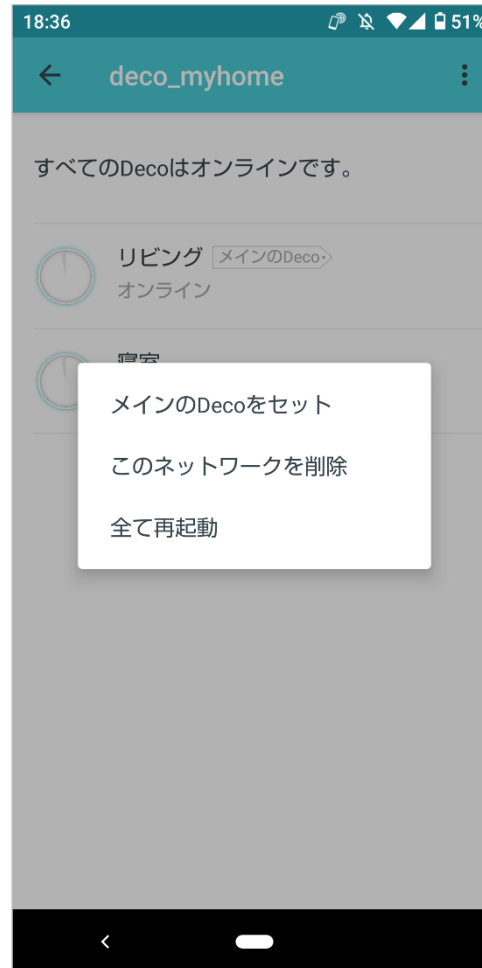 18:36
51%
deco_myhome
すべてのDecoはオンラインです。
リビング メインのDeco
オンライン
寝室
メインのDecoをセット
このネットワークを削除
全て再起動